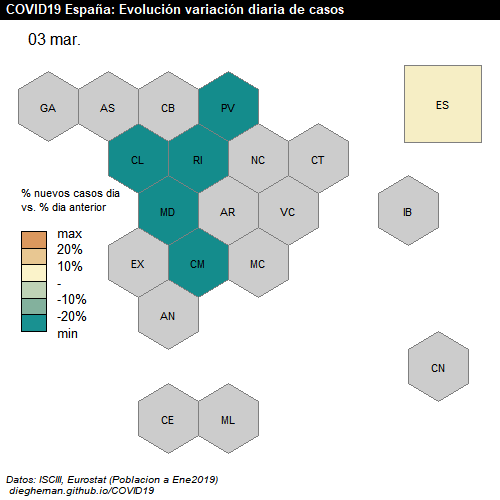 COVID19 España: Evolución variación diaria de casos
03 mar.
GA AS CB PV ES
CL RI NC CT
MD AR VC IB
EX CM MC
AN
CN
CE ML
% nuevos casos dia
vs. % dia anterior
max
20%
10%
-
-10%
-20%
min
Datos: ISCIII, Eurostat (Poblacion a Ene2019)
diegheman.github.io/COVID19